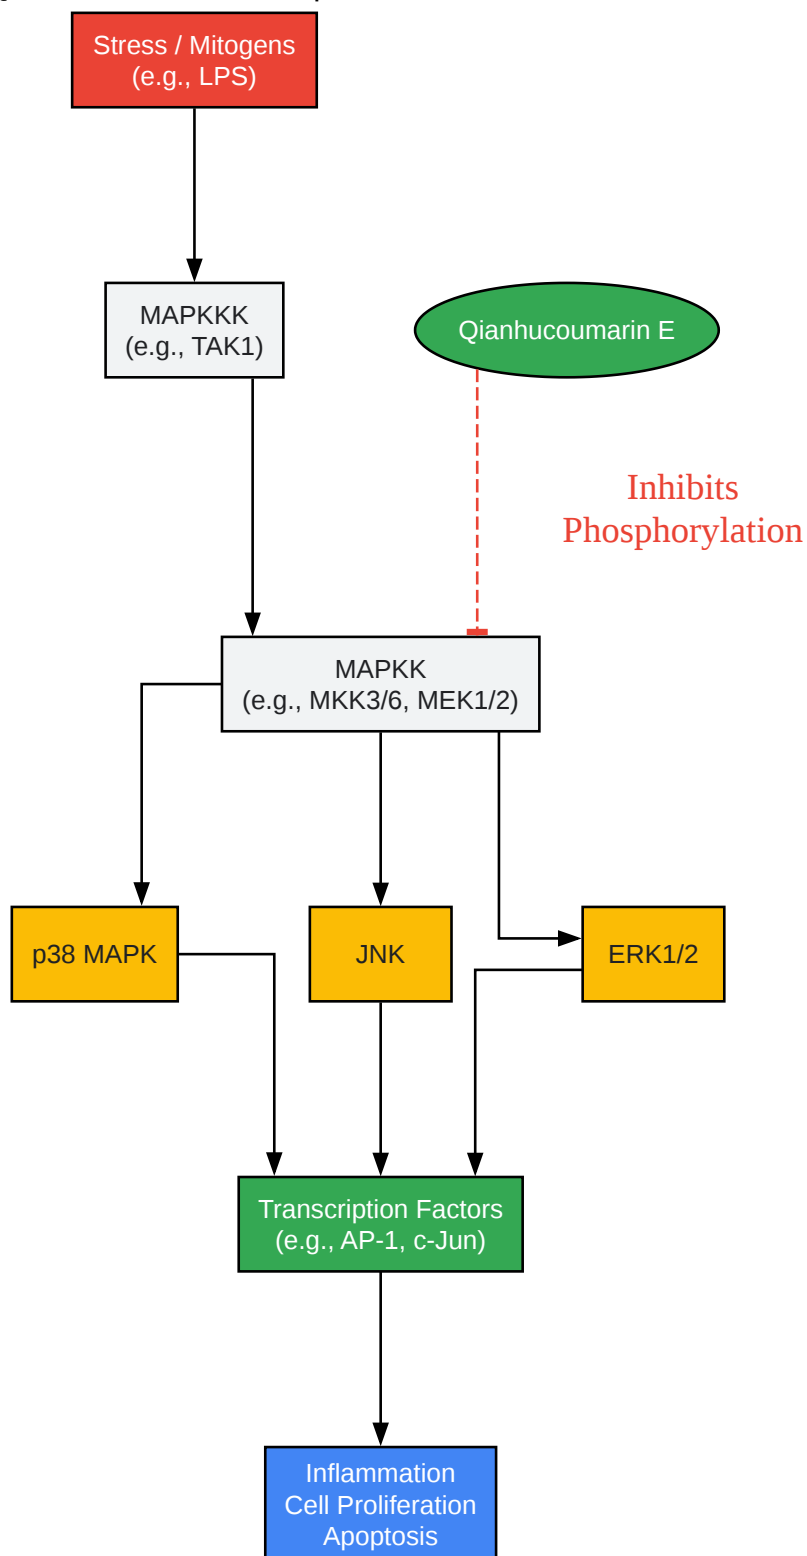 Stress / Mitogens
(e.g., LPS)
MAPKKK
(e.g., TAK1)
Qianhucoumarin E
Inhibits
Phosphorylation
MAPKK
(e.g., MKK3/6, MEK1/2)
p38 MAPK
JNK
ERK1/2
Transcription Factors
(e.g., AP-1, c-Jun)
Inflammation
Cell Proliferation
Apoptosis